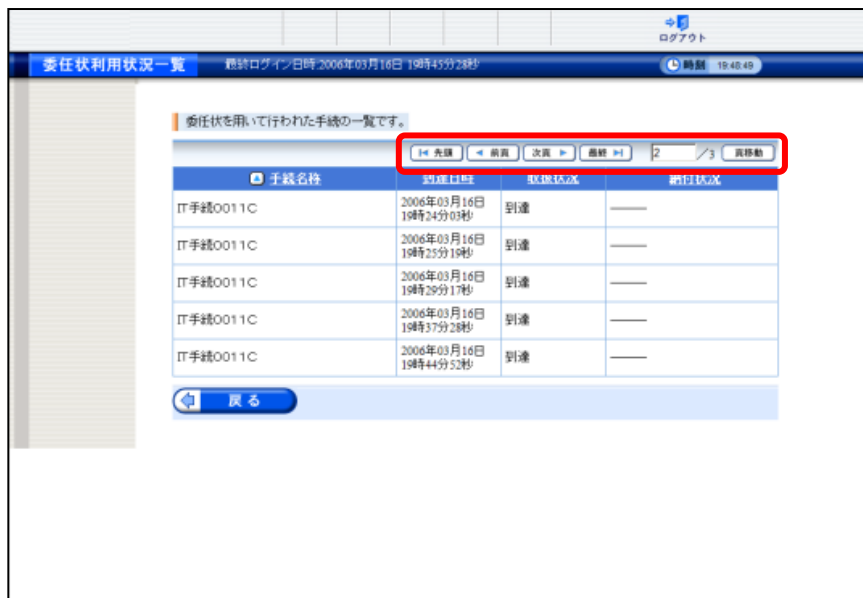 ログアウト
委任状利用状況一覧 最終ログイン日時:2006年03月16日 19時45分28秒 時刻 19:48:49
委任状を用いて行われた手続の一覧です。
先頭 前頁 次頁 最終 2 /3 頁移動
手続名称 到達日時 取扱状況 納付状況
IT手続0011C 2006年03月16日 到達 ―――
19時24分03秒
IT手続0011C 2006年03月16日 到達 ―――
19時25分19秒
IT手続0011C 2006年03月16日 到達 ―――
19時29分17秒
IT手続0011C 2006年03月16日 到達 ―――
19時37分28秒
IT手続0011C 2006年03月16日 到達 ―――
19時44分52秒
戻る